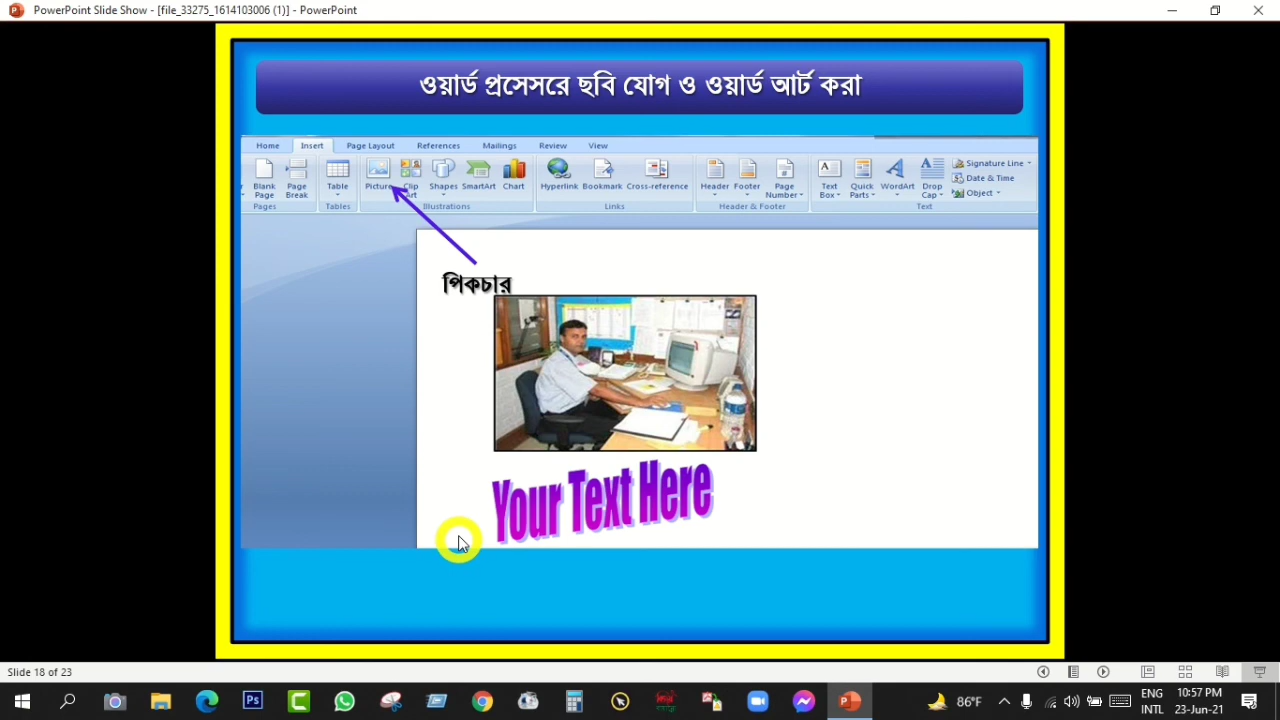 PowerPoint Slide Show - [file_33275_1614103006 (1)] - PowerPoint
ওয়ার্ড প্রসেসরে ছবি যোগ ও ওয়ার্ড আর্ট করা
Home Insert Page Layout References Mailings Review View
Blank Page
Page Break
Table
Picture
Clip Art
Shapes
SmartArt
Chart
Hyperlink
Bookmark
Cross-reference
Header
Footer
Page Number
Text Box
Quick Parts
WordArt
Drop Cap
Signature Line
Date & Time
Object
Pages Tables Illustrations Links Header & Footer Text
পিকচার
Your Text Here
Slide 18 of 23
Ps
86°F
ENG
INTL
10:57 PM
23-Jun-21